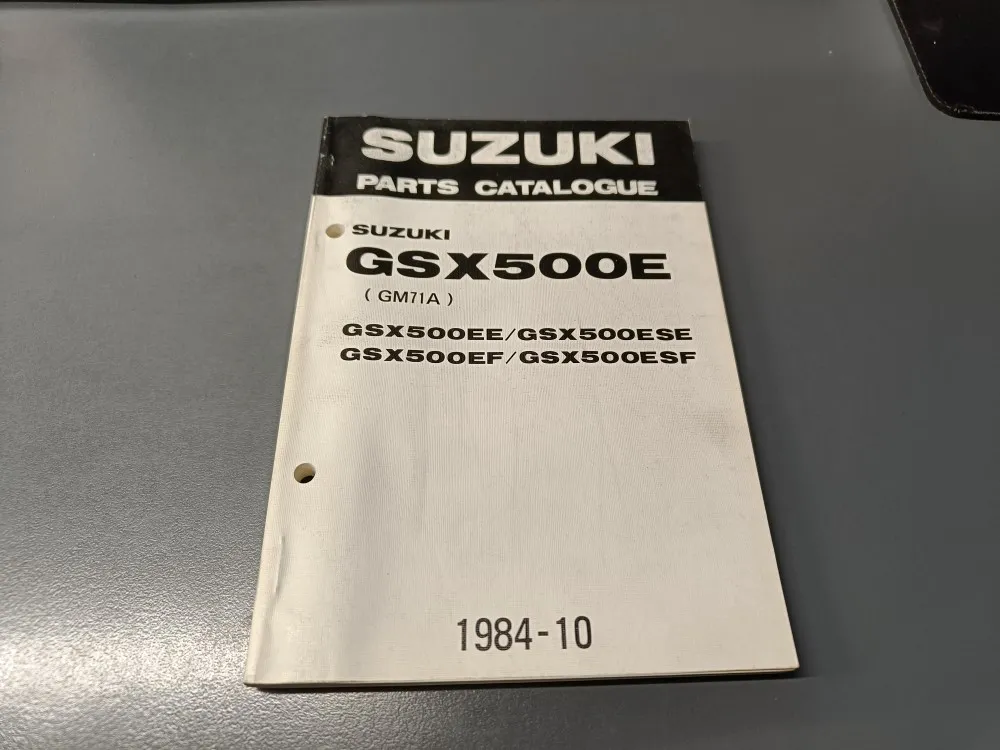 SUZUKI
PARTS CATALOGUE
SUZUKI
GSX500E
( GM71A )
GSX500EE/GSX500ESE
GSX500EF/GSX500ESF
1984-10